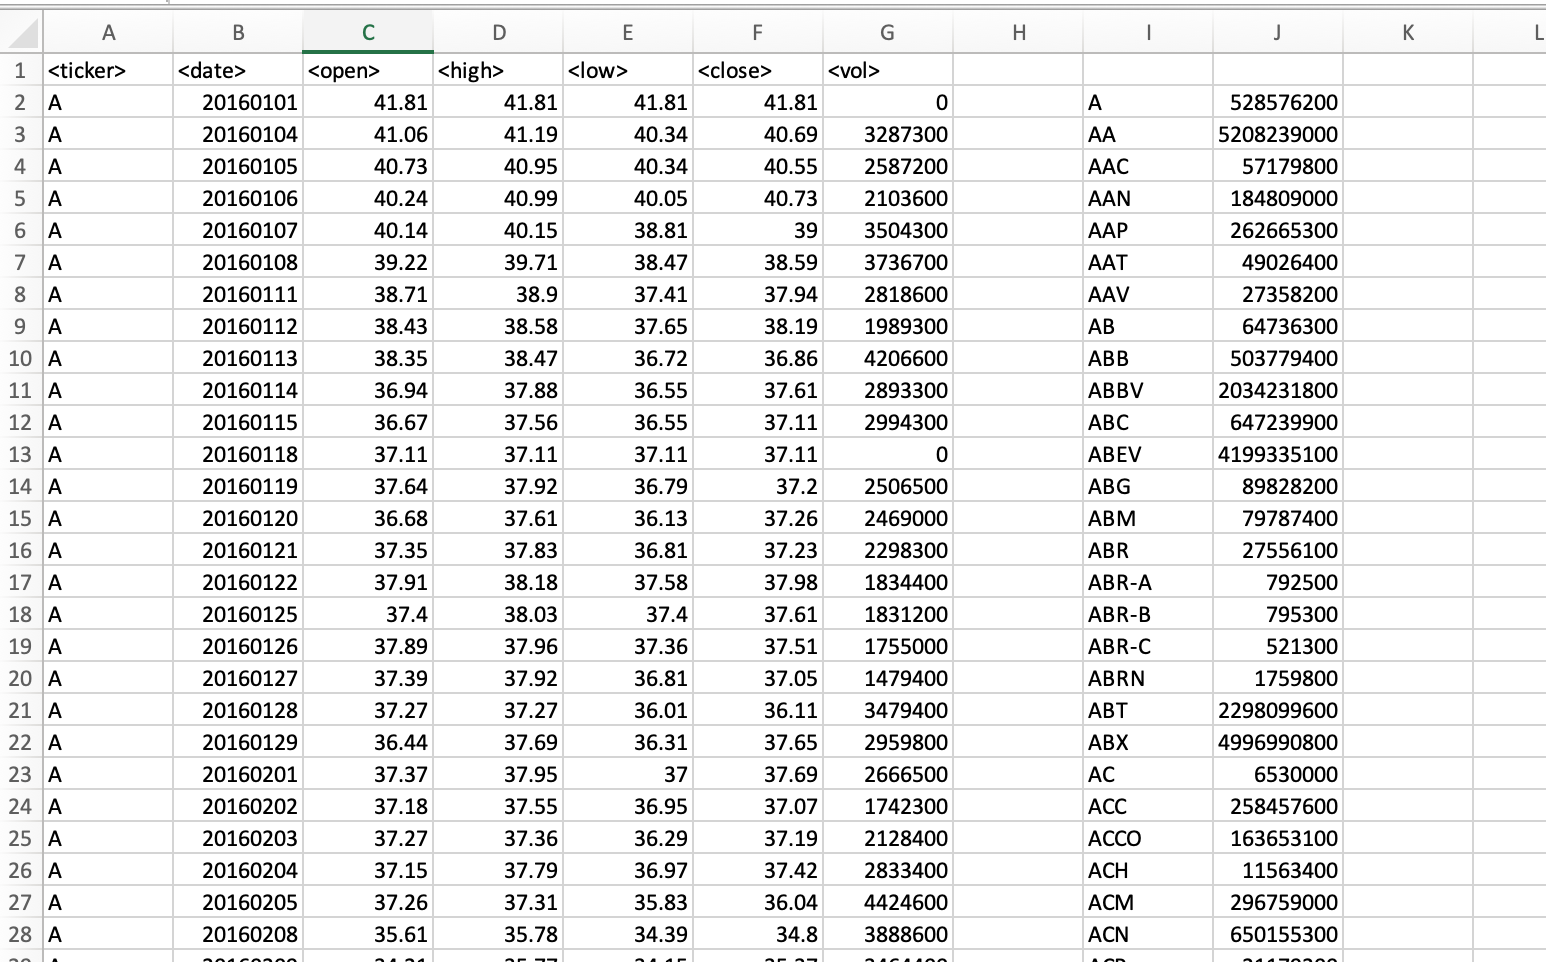 A B C D E F G H I J K L
1 <ticker> <date> <open> <high> <low> <close> <vol>
2 A 20160101 41.81 41.81 41.81 41.81 0 A 528576200
3 A 20160104 41.06 41.19 40.34 40.69 3287300 AA 5208239000
4 A 20160105 40.73 40.95 40.34 40.55 2587200 AAC 57179800
5 A 20160106 40.24 40.99 40.05 40.73 2103600 AAN 184809000
6 A 20160107 40.14 40.15 38.81 39 3504300 AAP 262665300
7 A 20160108 39.22 39.71 38.47 38.59 3736700 AAT 49026400
8 A 20160111 38.71 38.9 37.41 37.94 2818600 AAV 27358200
9 A 20160112 38.43 38.58 37.65 38.19 1989300 AB 64736300
10 A 20160113 38.35 38.47 36.72 36.86 4206600 ABB 503779400
11 A 20160114 36.94 37.88 36.55 37.61 2893300 ABBV 2034231800
12 A 20160115 36.67 37.56 36.55 37.11 2994300 ABC 647239900
13 A 20160118 37.11 37.11 37.11 37.11 0 ABEV 4199335100
14 A 20160119 37.64 37.92 36.79 37.2 2506500 ABG 89828200
15 A 20160120 36.68 37.61 36.13 37.26 2469000 ABM 79787400
16 A 20160121 37.35 37.83 36.81 37.23 2298300 ABR 27556100
17 A 20160122 37.91 38.18 37.58 37.98 1834400 ABR-A 792500
18 A 20160125 37.4 38.03 37.4 37.61 1831200 ABR-B 795300
19 A 20160126 37.89 37.96 37.36 37.51 1755000 ABR-C 521300
20 A 20160127 37.39 37.92 36.81 37.05 1479400 ABRN 1759800
21 A 20160128 37.27 37.27 36.01 36.11 3479400 ABT 2298099600
22 A 20160129 36.44 37.69 36.31 37.65 2959800 ABX 4996990800
23 A 20160201 37.37 37.95 37 37.69 2666500 AC 6530000
24 A 20160202 37.18 37.55 36.95 37.07 1742300 ACC 258457600
25 A 20160203 37.27 37.36 36.29 37.19 2128400 ACCO 163653100
26 A 20160204 37.15 37.79 36.97 37.42 2833400 ACH 11563400
27 A 20160205 37.26 37.31 35.83 36.04 4424600 ACM 296759000
28 A 20160208 35.61 35.78 34.39 34.8 3888600 ACN 650155300